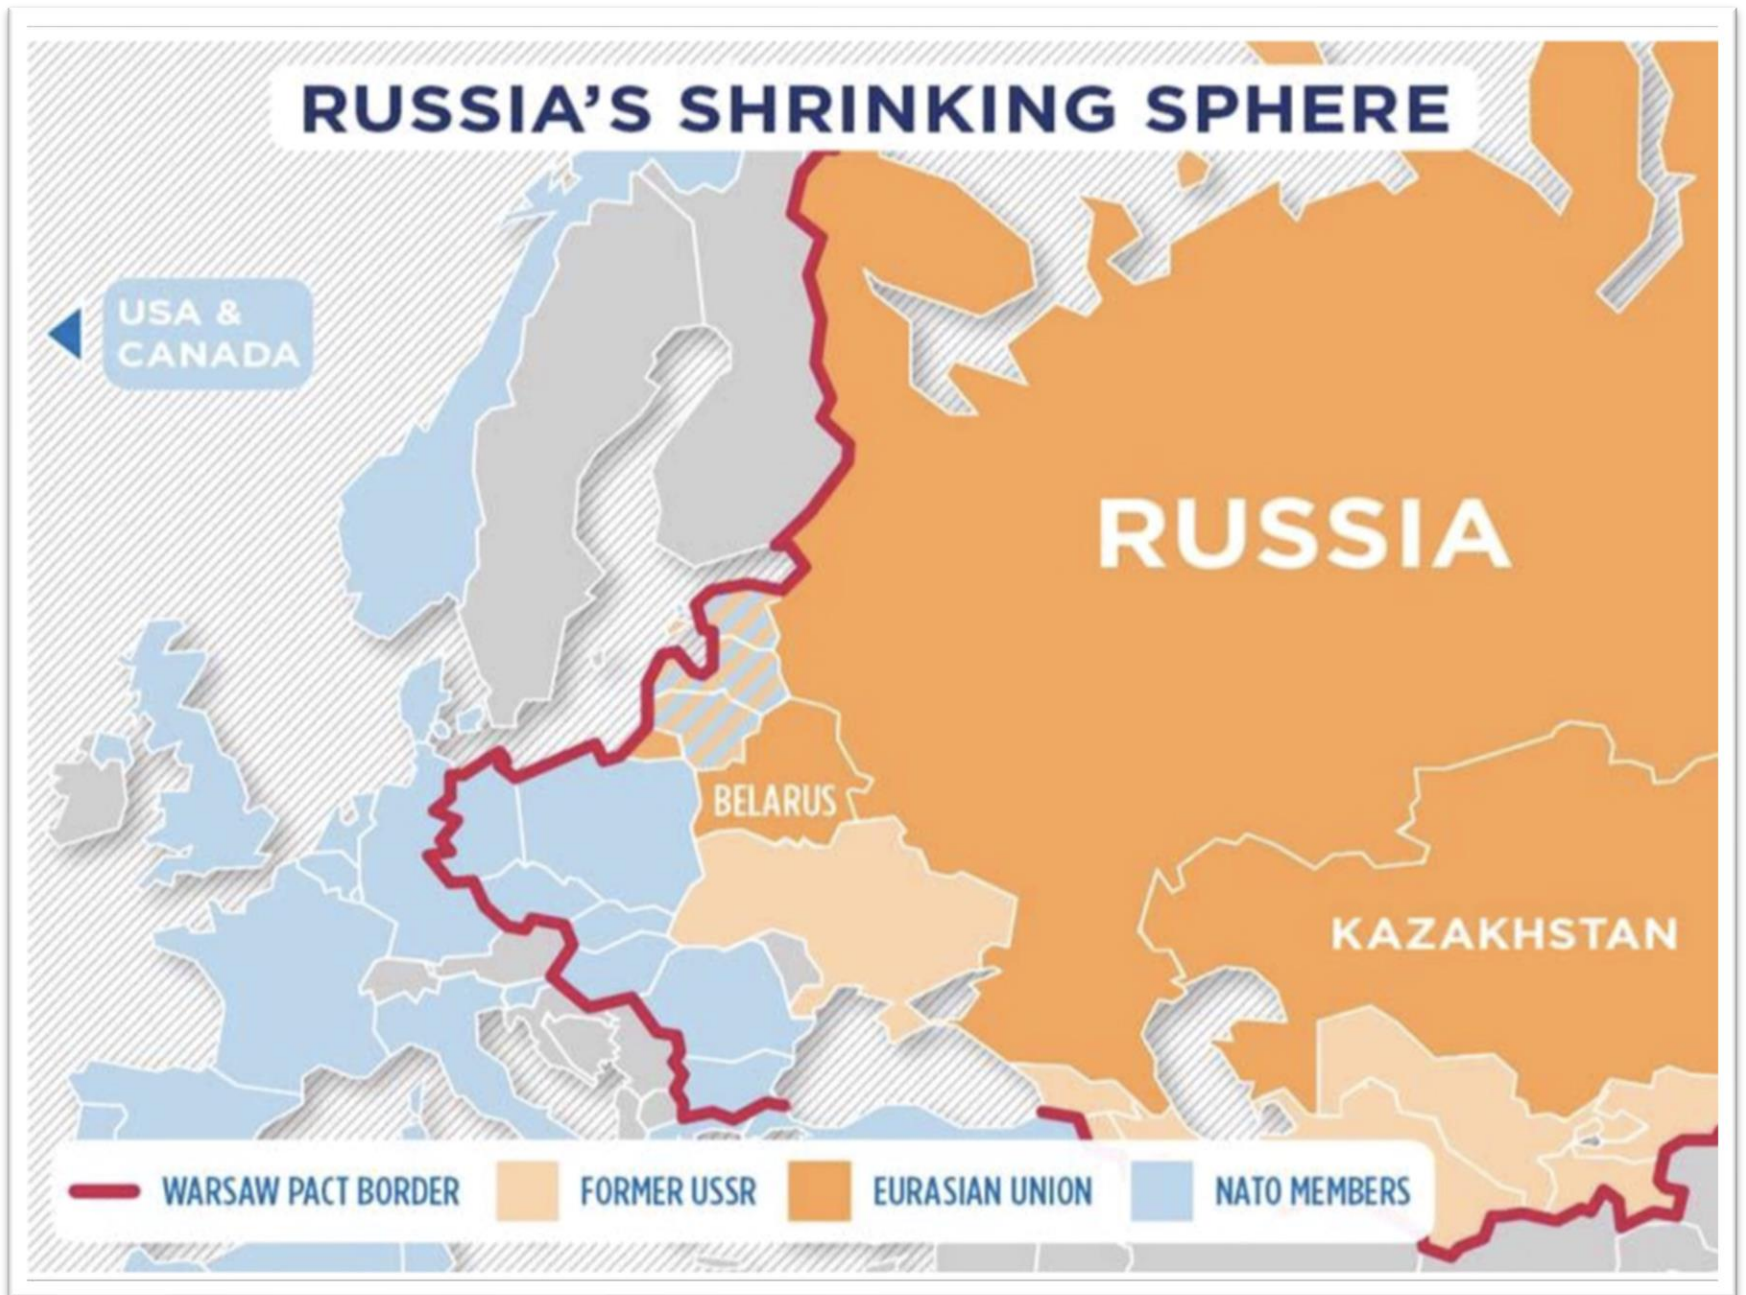 RUSSIA'S SHRINKING SPHERE
USA &
CANADA
RUSSIA
BELARUS
KAZAKHSTAN
WARSAW PACT BORDER
FORMER USSR
EURASIAN UNION
NATO MEMBERS